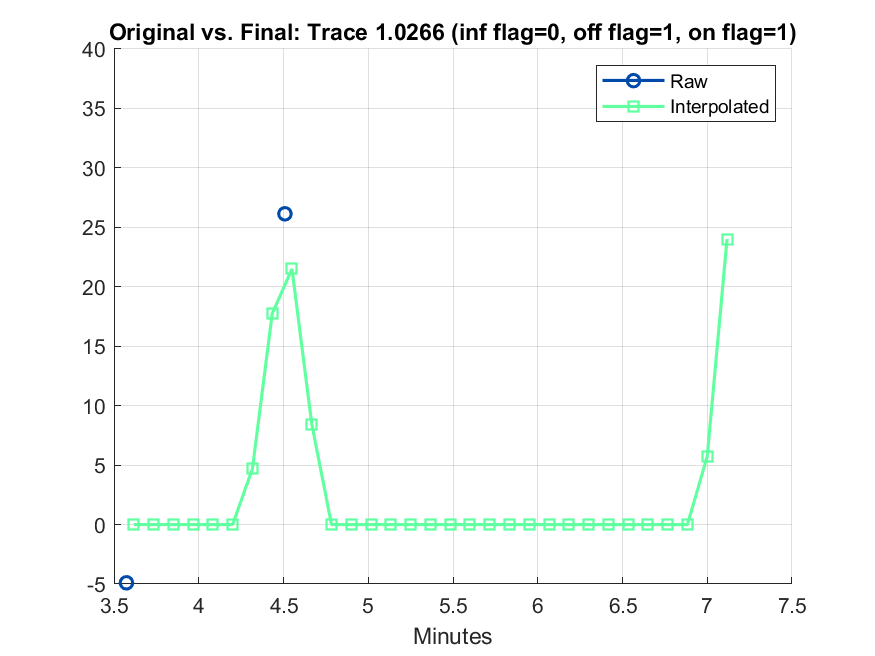 Original vs. Final: Trace 1.0266 (inf flag=0, off flag=1, on flag=1)
40
35
30
25
20
15
10
5
0
-5
Raw
Interpolated
3.5 4 4.5 5 5.5 6 6.5 7 7.5
Minutes